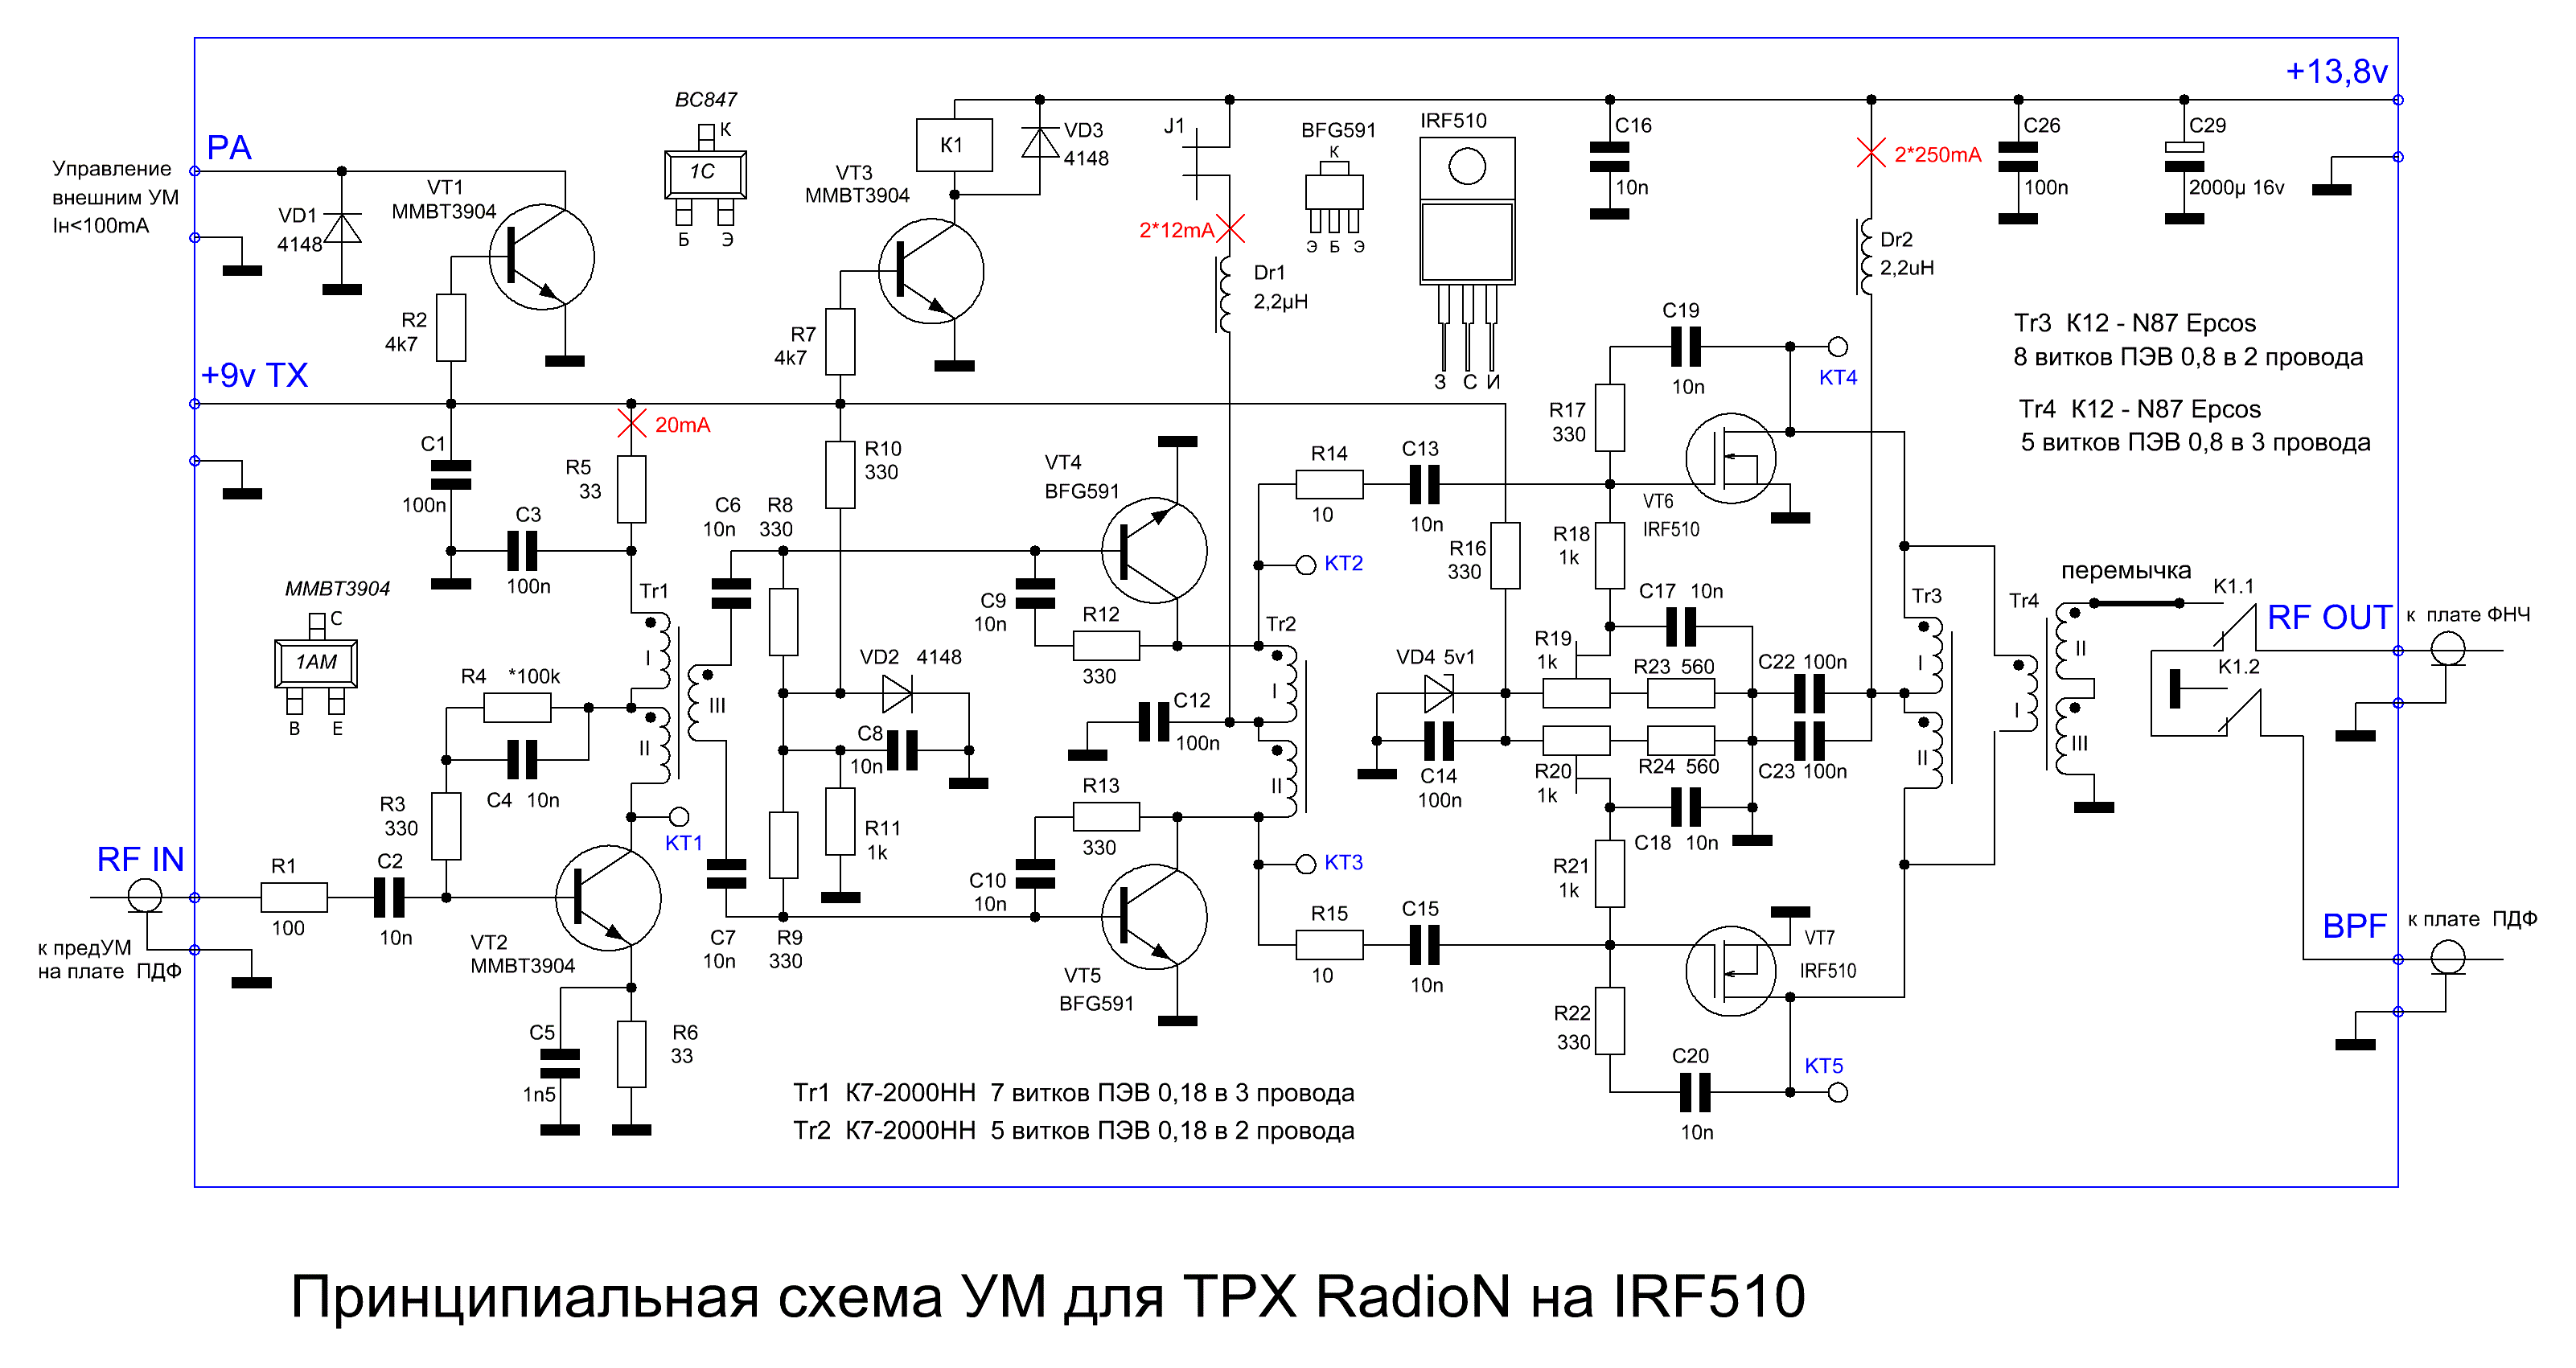 +13,8v
PA
Управление
внешним УМ
Iн<100mA
VD1
4148
VT1
MMBT3904
BC847
К
1C
Б Э
VT3
MMBT3904
K1
VD3
4148
J1
2*12mA
Dr1
2,2µH
BFG591
К
Э Б Э
IRF510
З С И
C16
10n
2*250mA
Dr2
2,2uH
C26
100n
C29
2000µ 16v
R2
4k7
R7
4k7
+9v TX
20mA
C1
100n
R5
33
C3
100n
R10
330
VT4
BFG591
R14
10
C13
10n
R17
330
C19
10n
KT4
VT6
IRF510
Tr3 К12 - N87 Epcos
8 витков ПЭВ 0,8 в 2 провода
Tr4 К12 - N87 Epcos
5 витков ПЭВ 0,8 в 3 провода
MMBT3904
C
1AM
B E
Tr1
I
II
III
R4 *100k
C4 10n
R3
330
C6
10n
R8
330
VD2 4148
C8
10n
R11
1k
C9
10n
R12
330
C12
100n
KT2
Tr2
I
II
R16
330
R18
1k
VD4 5v1
C14
100n
R19
1k
R20
1k
C17 10n
R23 560
R24 560
C18 10n
C22 100n
C23 100n
Tr3
I
II
Tr4
I
II
III
перемычка
K1.1
K1.2
RF OUT
к плате ФНЧ
RF IN
R1
100
C2
10n
к предУМ
на плате ПДФ
KT1
VT2
MMBT3904
C5
1n5
R6
33
C7
10n
R9
330
C10
10n
R13
330
VT5
BFG591
KT3
R15
10
C15
10n
R21
1k
R22
330
C20
10n
VT7
IRF510
KT5
BPF
к плате ПДФ
Tr1 К7-2000НН 7 витков ПЭВ 0,18 в 3 провода
Tr2 К7-2000НН 5 витков ПЭВ 0,18 в 2 провода
Принципиальная схема УМ для ТРХ RadioN на IRF510